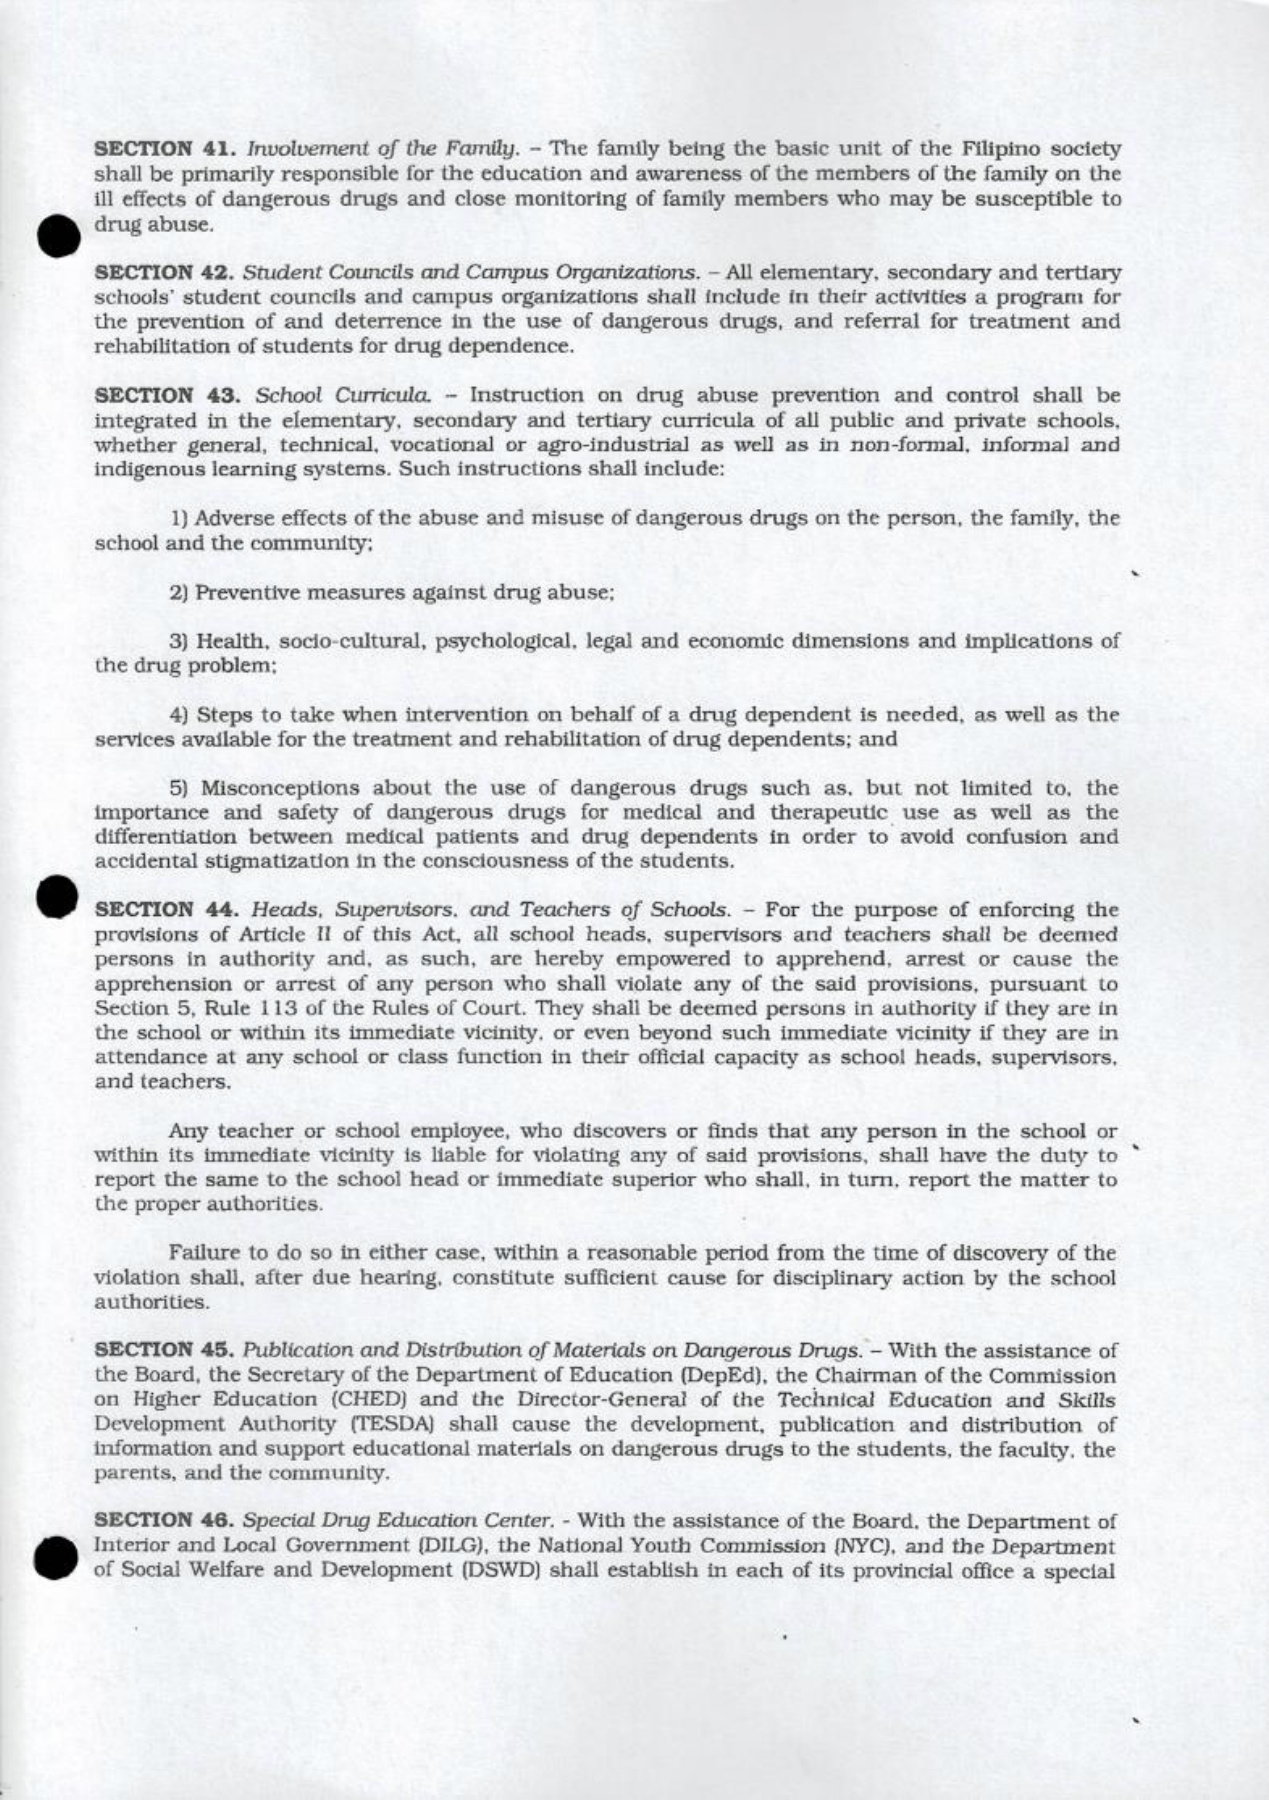 SECTION 41. Involvement of the Family. – The family being the basic unit of the Filipino society
shall be primarily responsible for the education and awareness of the members of the family on the
ill effects of dangerous drugs and close monitoring of family members who may be susceptible to
drug abuse.
SECTION 42. Student Councils and Campus Organizations. – All elementary, secondary and tertiary
schools' student councils and campus organizations shall include in their activities a program for
the prevention of and deterrence in the use of dangerous drugs, and referral for treatment and
rehabilitation of students for drug dependence.
SECTION 43. School Curricula. – Instruction on drug abuse prevention and control shall be
integrated in the elementary, secondary and tertiary curricula of all public and private schools,
whether general, technical, vocational or agro-industrial as well as in non-formal, informal and
indigenous learning systems. Such instructions shall include:
1) Adverse effects of the abuse and misuse of dangerous drugs on the person, the family, the
school and the community;
2) Preventive measures against drug abuse;
3) Health, socio-cultural, psychological, legal and economic dimensions and implications of
the drug problem;
4) Steps to take when intervention on behalf of a drug dependent is needed, as well as the
services available for the treatment and rehabilitation of drug dependents; and
5) Misconceptions about the use of dangerous drugs such as, but not limited to, the
importance and safety of dangerous drugs for medical and therapeutic use as well as the
differentiation between medical patients and drug dependents in order to avoid confusion and
accidental stigmatization in the consciousness of the students.
SECTION 44. Heads, Supervisors, and Teachers of Schools. – For the purpose of enforcing the
provisions of Article II of this Act, all school heads, supervisors and teachers shall be deemed
persons in authority and, as such, are hereby empowered to apprehend, arrest or cause the
apprehension or arrest of any person who shall violate any of the said provisions, pursuant to
Section 5, Rule 113 of the Rules of Court. They shall be deemed persons in authority if they are in
the school or within its immediate vicinity, or even beyond such immediate vicinity if they are in
attendance at any school or class function in their official capacity as school heads, supervisors,
and teachers.
Any teacher or school employee, who discovers or finds that any person in the school or
within its immediate vicinity is liable for violating any of said provisions, shall have the duty to
report the same to the school head or immediate superior who shall, in turn, report the matter to
the proper authorities.
Failure to do so in either case, within a reasonable period from the time of discovery of the
violation shall, after due hearing, constitute sufficient cause for disciplinary action by the school
authorities.
SECTION 45. Publication and Distribution of Materials on Dangerous Drugs. – With the assistance of
the Board, the Secretary of the Department of Education (DepEd), the Chairman of the Commission
on Higher Education (CHED) and the Director-General of the Technical Education and Skills
Development Authority (TESDA) shall cause the development, publication and distribution of
information and support educational materials on dangerous drugs to the students, the faculty, the
parents, and the community.
SECTION 46. Special Drug Education Center. - With the assistance of the Board, the Department of
Interior and Local Government (DILG), the National Youth Commission (NYC), and the Department
of Social Welfare and Development (DSWD) shall establish in each of its provincial office a special